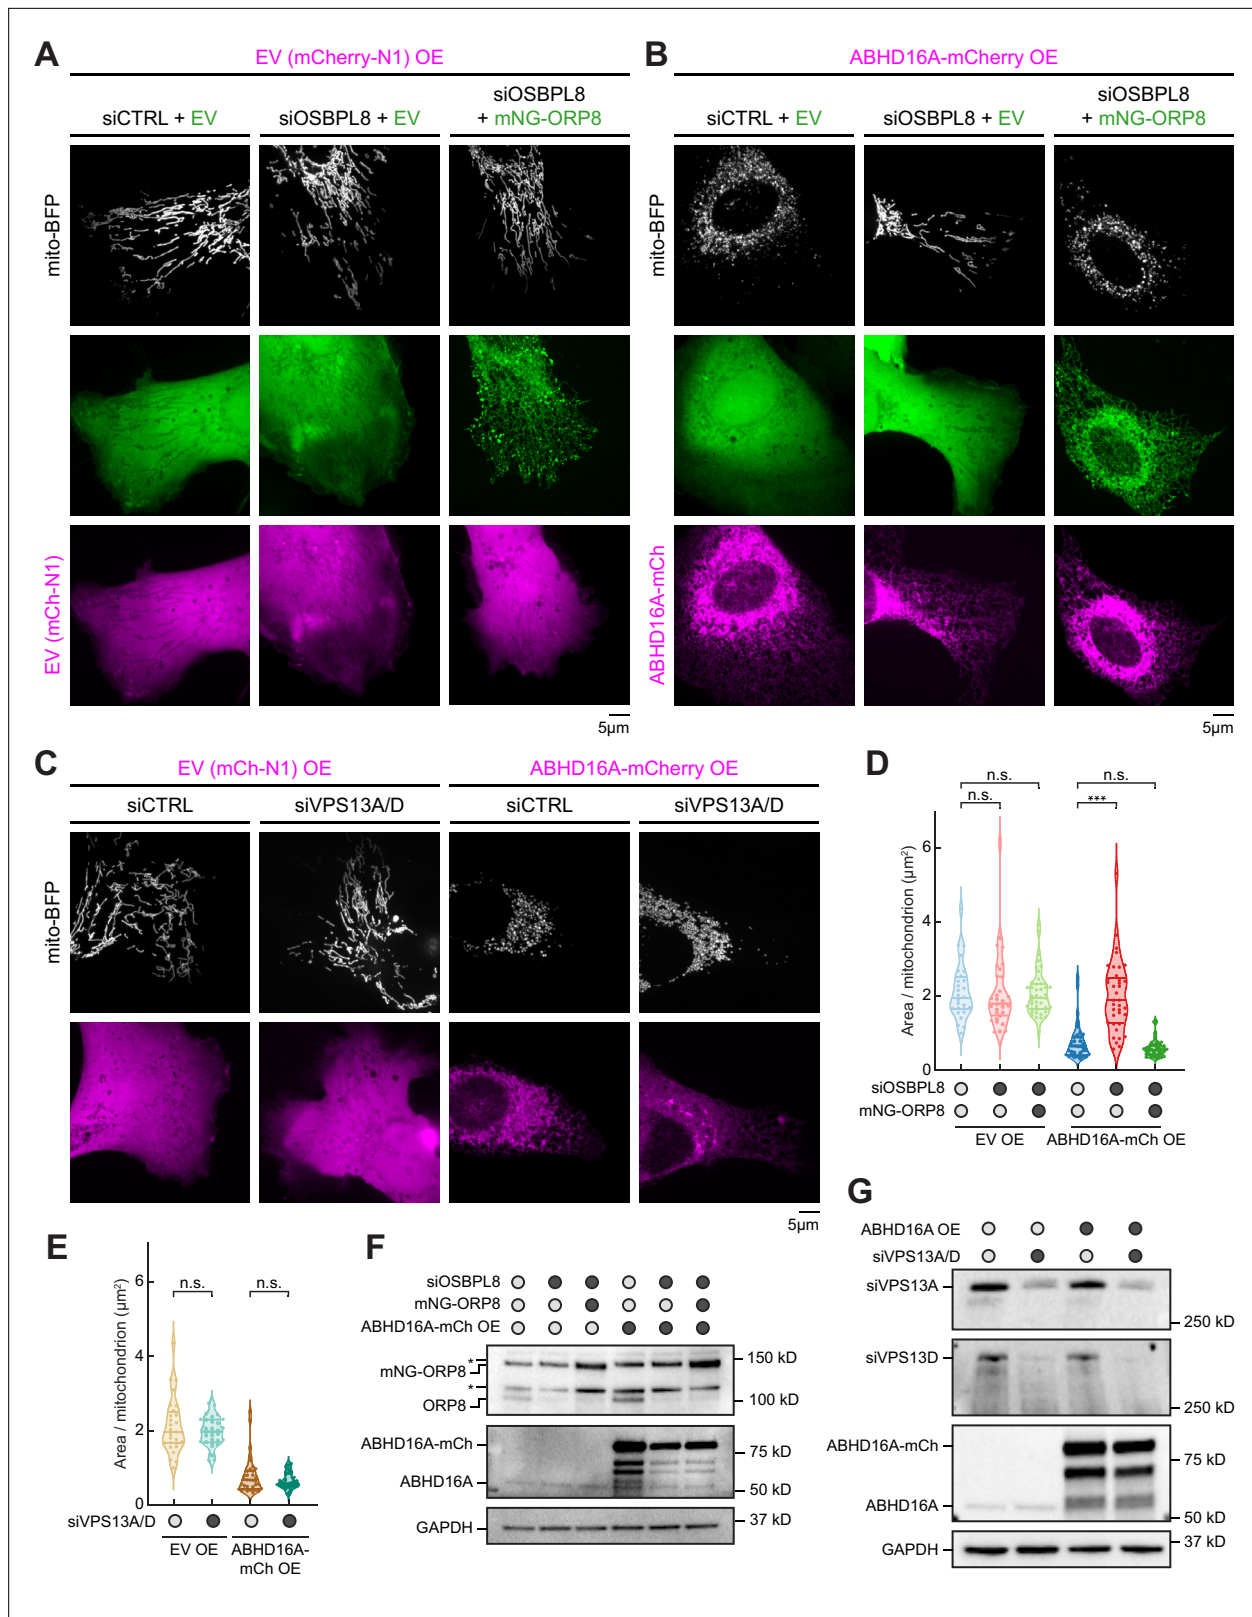 A
EV (mCherry-N1) OE
siCTRL + EV
siOSBPL8 + EV
siOSBPL8
+ mNG-ORP8
mito-BFP
EV (mCh-N1)
5µm
B
ABHD16A-mCherry OE
siCTRL + EV
siOSBPL8 + EV
siOSBPL8
+ mNG-ORP8
mito-BFP
ABHD16A-mCh
5µm
C
EV (mCh-N1) OE
ABHD16A-mCherry OE
siCTRL
siVPS13A/D
siCTRL
siVPS13A/D
mito-BFP
5µm
D
n.s.
n.s.
n.s.
***
Area / mitochondrion (µm²)
6
4
2
0
siOSBPL8
mNG-ORP8
EV OE
ABHD16A-mCh OE
E
n.s.
n.s.
Area / mitochondrion (µm²)
6
4
2
0
siVPS13A/D
EV OE
ABHD16A-
mCh OE
F
siOSBPL8
mNG-ORP8
ABHD16A-mCh OE
*
mNG-ORP8
*
ORP8
150 kD
100 kD
ABHD16A-mCh
ABHD16A
75 kD
50 kD
GAPDH
37 kD
G
ABHD16A OE
siVPS13A/D
siVPS13A
250 kD
siVPS13D
250 kD
ABHD16A-mCh
75 kD
ABHD16A
50 kD
GAPDH
37 kD